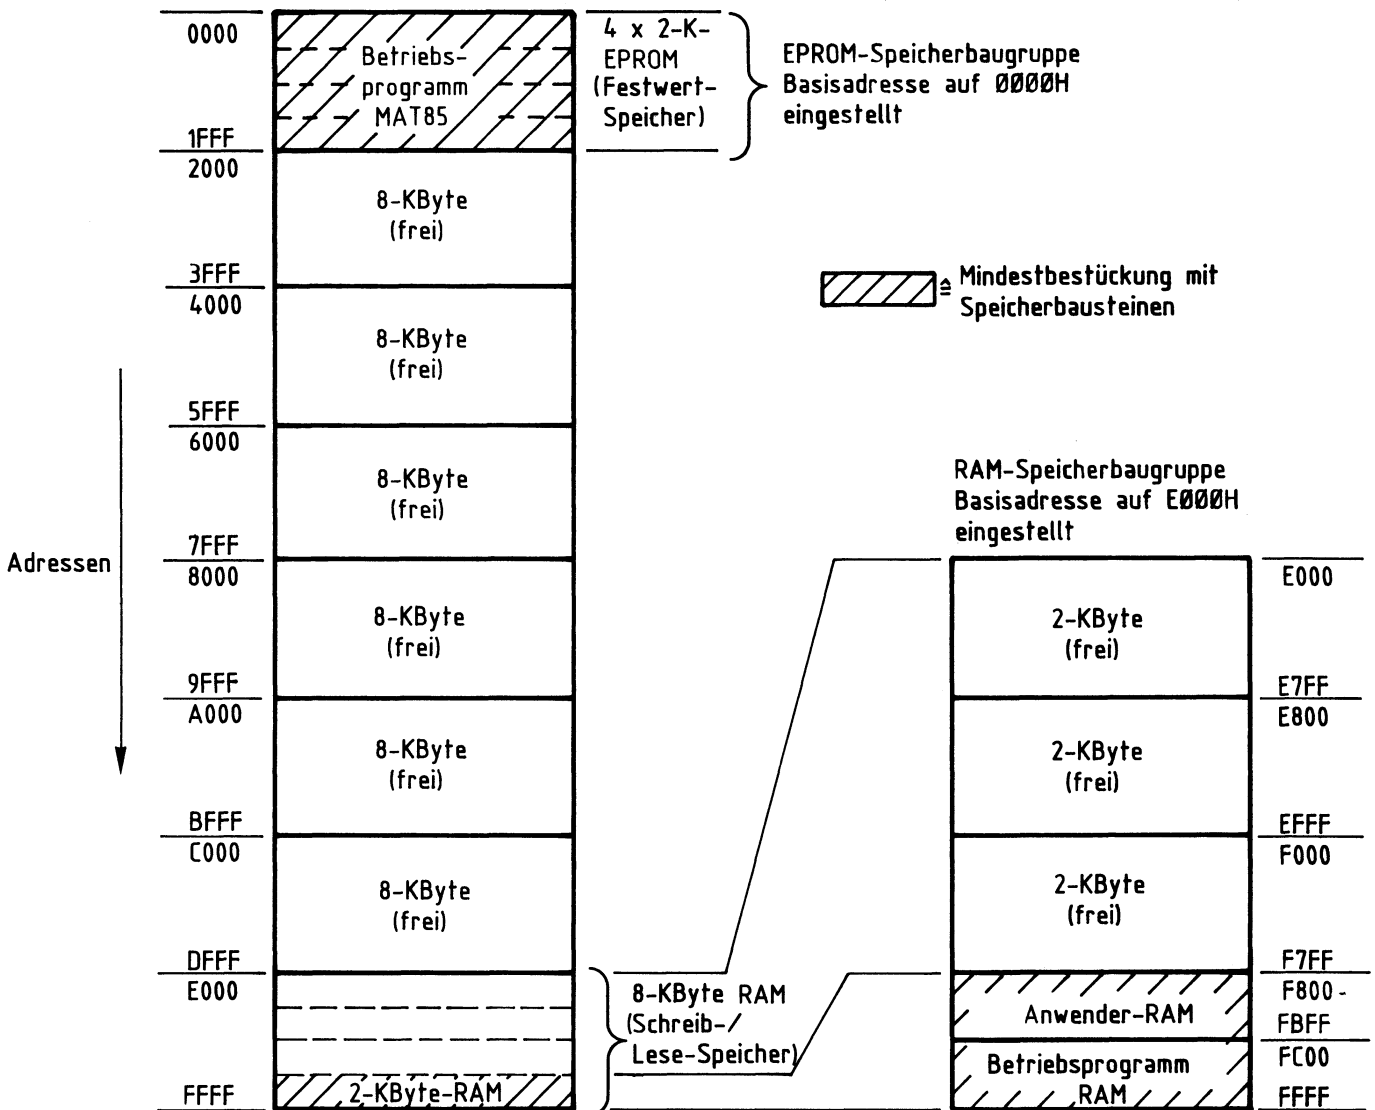 0000
Betriebs-
programm
MAT85
1FFF
4 x 2-K-
EPROM
(Festwert-
Speicher)
EPROM-Speicherbaugruppe
Basisadresse auf 0000H
eingestellt
2000
8-KByte
(frei)
3FFF
4000
8-KByte
(frei)
5FFF
6000
8-KByte
(frei)
7FFF
8000
8-KByte
(frei)
9FFF
A000
8-KByte
(frei)
BFFF
C000
8-KByte
(frei)
DFFF
E000
2-KByte-RAM
FFFF
Adressen
≙ Mindestbestückung mit
Speicherbausteinen
8-KByte RAM
(Schreib-/
Lese-Speicher)
RAM-Speicherbaugruppe
Basisadresse auf E000H
eingestellt
E000
2-KByte
(frei)
E7FF
E800
2-KByte
(frei)
EFFF
F000
2-KByte
(frei)
F7FF
F800-
Anwender-RAM
FBFF
FC00
Betriebsprogramm
RAM
FFFF